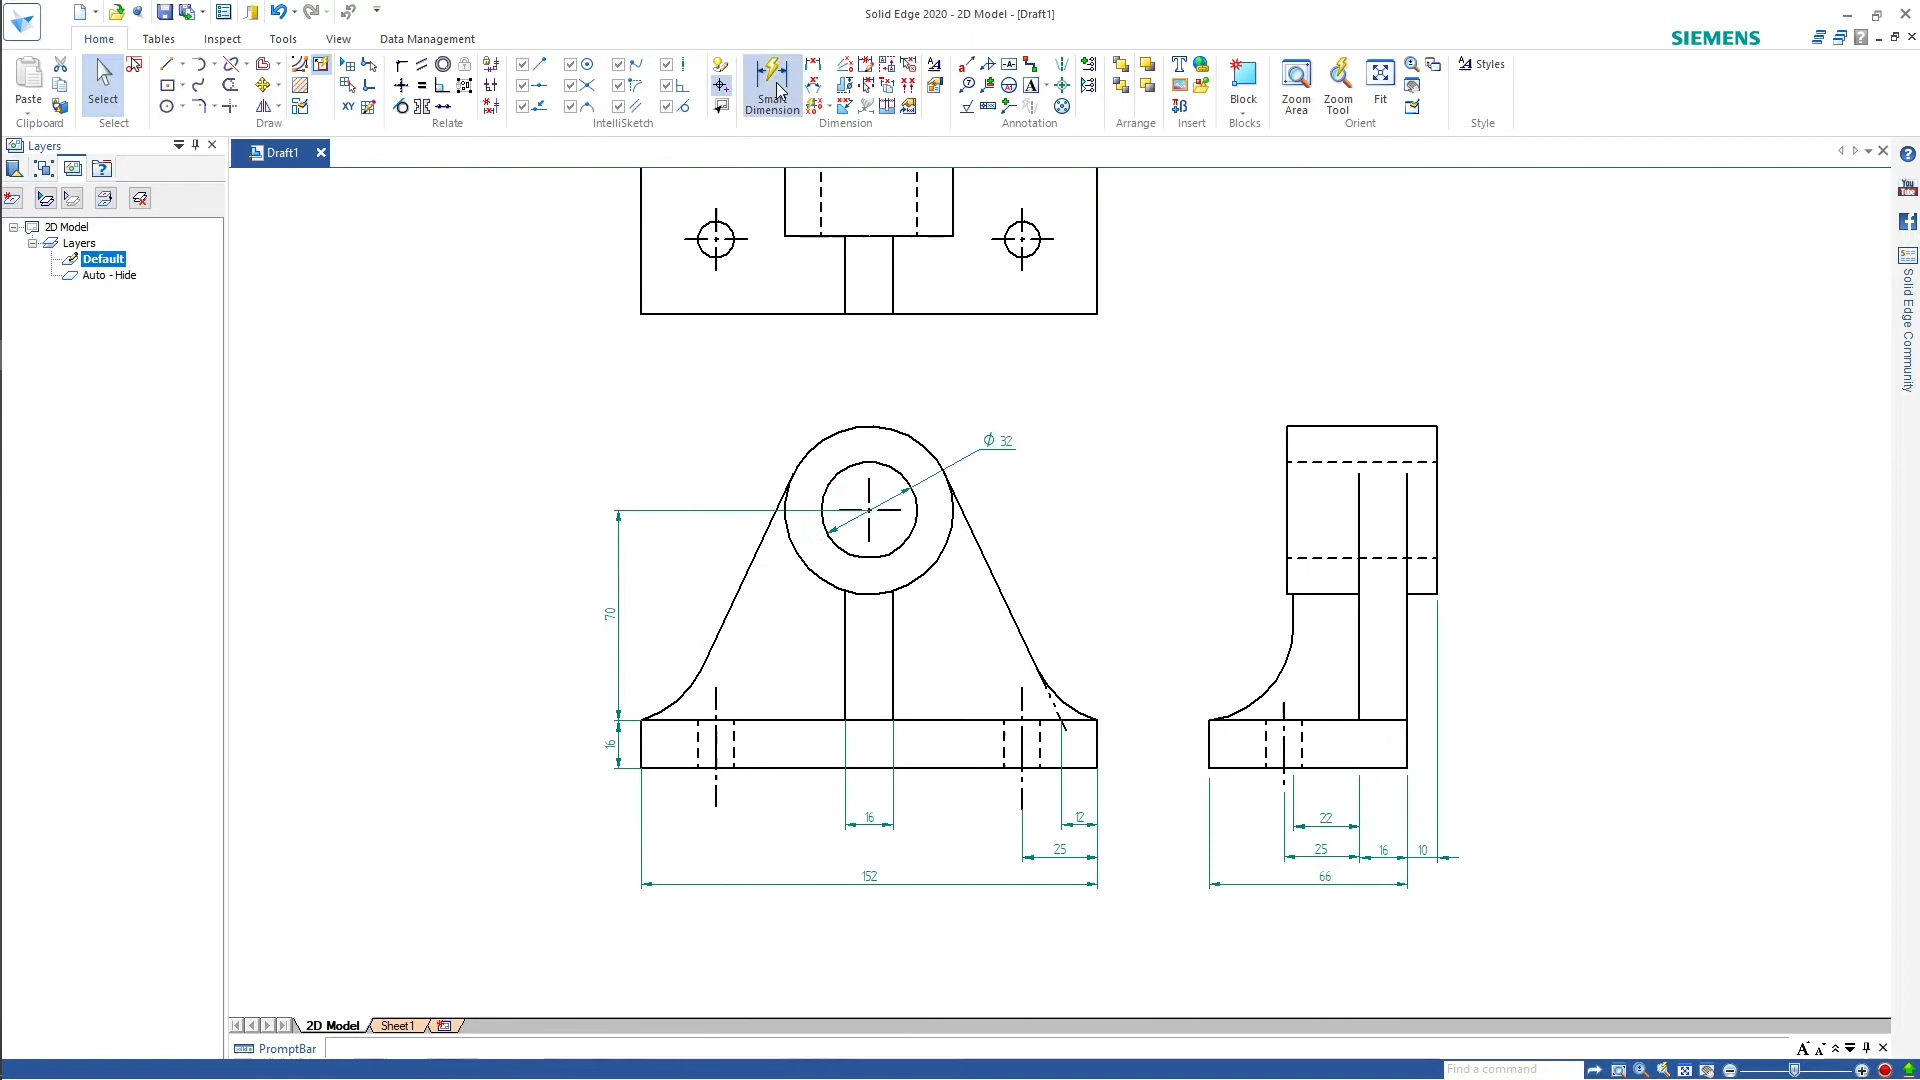 Solid Edge 2020 - 2D Model - [Draft1]
Home Tables Inspect Tools View Data Management
SIEMENS
Paste
Clipboard
Select
Select
Draw
Relate
IntelliSketch
Smart
Dimension
Dimension
Annotation
Arrange
Insert
Block
Blocks
Zoom
Area
Zoom
Tool
Fit
Orient
Styles
Style
XY
Layers
2D Model
Layers
Default
Auto - Hide
Draft1
Solid Edge Community
You
Tube
Φ 32
70
16
16
12
25
152
22
25
16
10
66
2D Model
Sheet1
PromptBar
Find a command